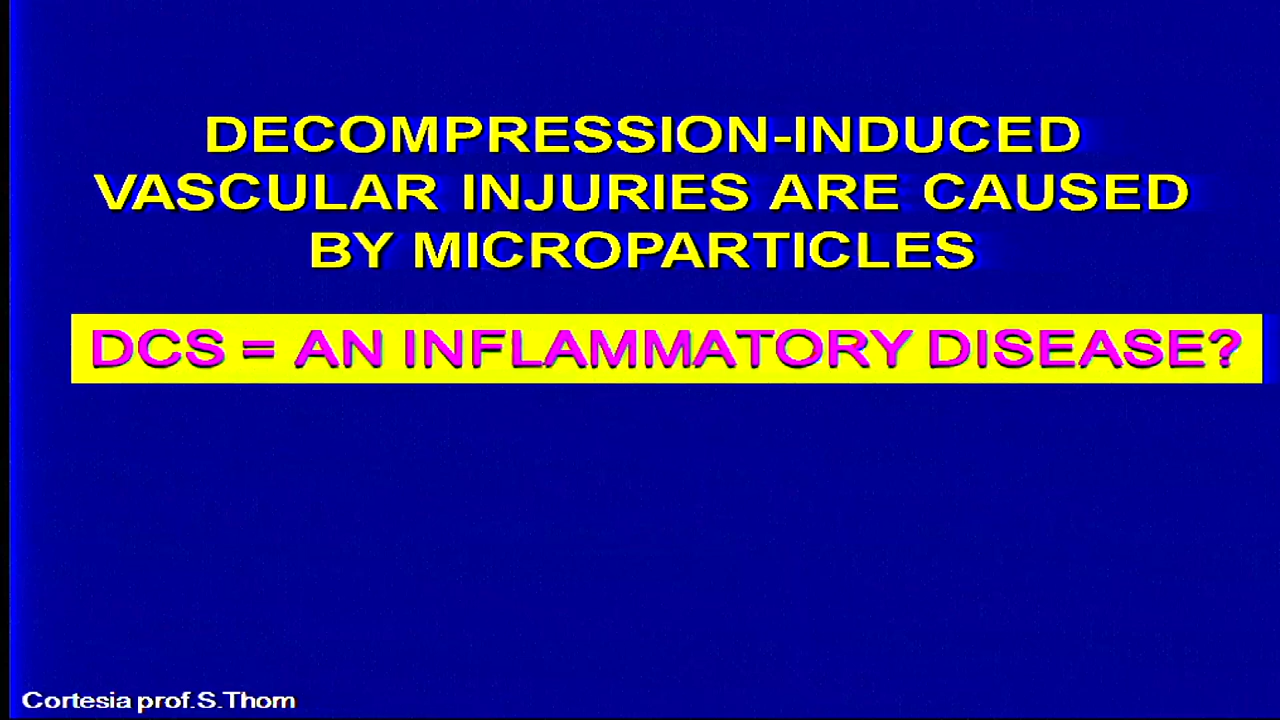 DECOMPRESSION-INDUCED
VASCULAR INJURIES ARE CAUSED
BY MICROPARTICLES
DCS = AN INFLAMMATORY DISEASE?
Cortesia prof.S.Thom